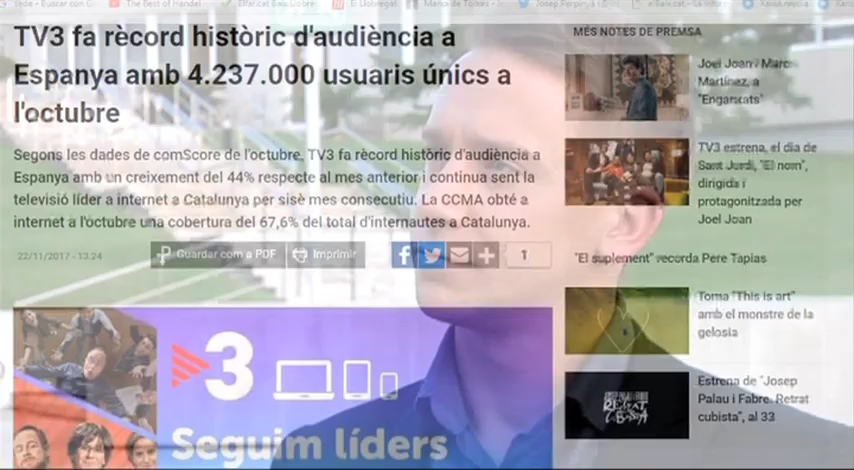 The Best of Handel
TV3 fa rècord històric d'audiència a
Espanya amb 4.237.000 usuaris únics a
l'octubre
Segons les dades de comScore de l'octubre, TV3 fa rècord històric d'audiència a
Espanya amb un creixement del 44% respecte al mes anterior i continua sent la
televisió líder a internet a Catalunya per sisè mes consecutiu. La CCMA obté a
internet a l'octubre una cobertura del 67,6% del total d'internautes a Catalunya.
22/11/2017 - 13.24
Guardar com a PDF
Imprimir
1
3
Seguim líders
MÉS NOTES DE PREMSA
Joel Joan i Marc
Martínez, a
"Enganxats"
TV3 estrena, el dia de
Sant Jordi, "El nom",
dirigida i
protagonitzada per
Joel Joan
"El suplement" recorda Pere Tapias
Toma "This is art"
amb el monstre de la
gelosia
Estrena de "Josep
Palau i Fabre. Retrat
cubista", al 33